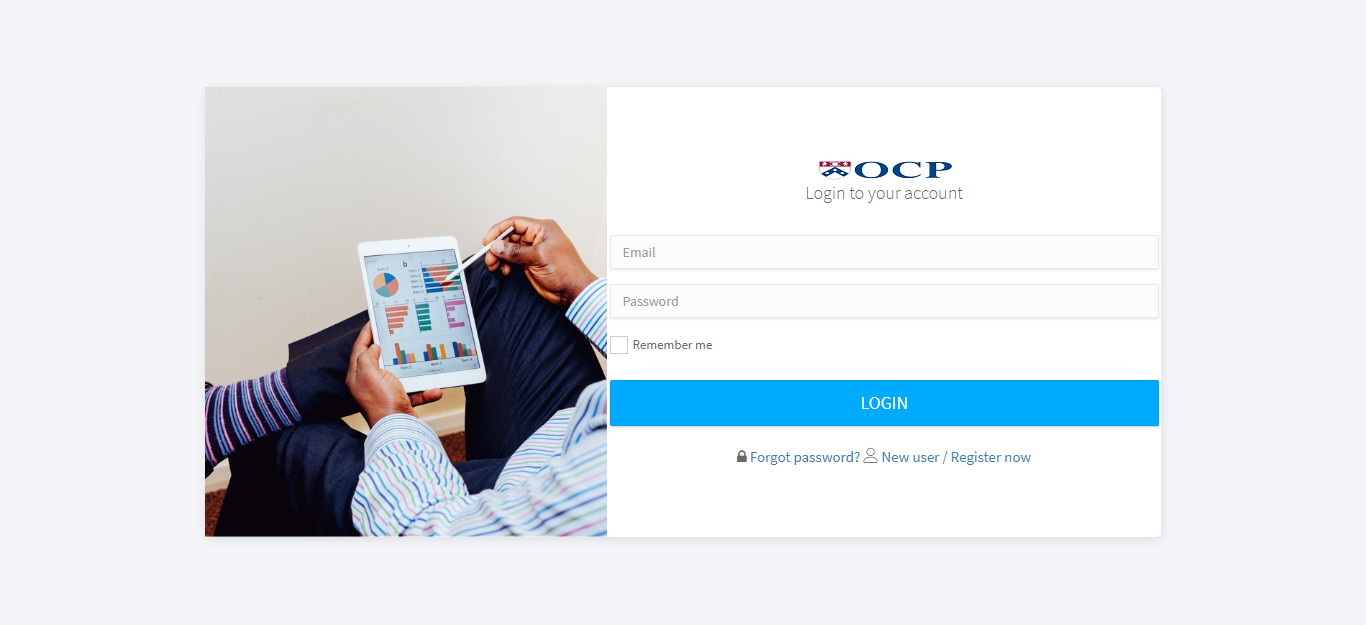 OCP
Login to your account
Email
Password
Remember me
LOGIN
Forgot password? New user / Register now